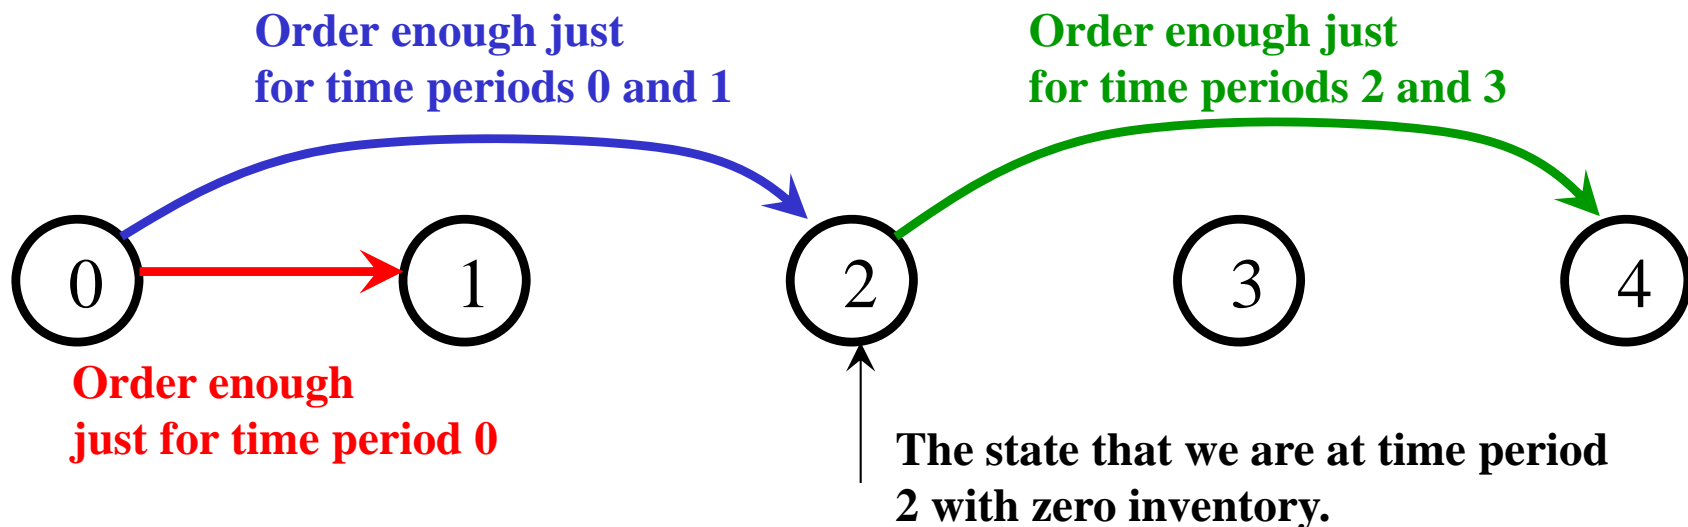 Order enough just
for time periods 0 and 1
Order enough just
for time periods 2 and 3
0
1
2
3
4
Order enough
just for time period 0
The state that we are at time period
2 with zero inventory.